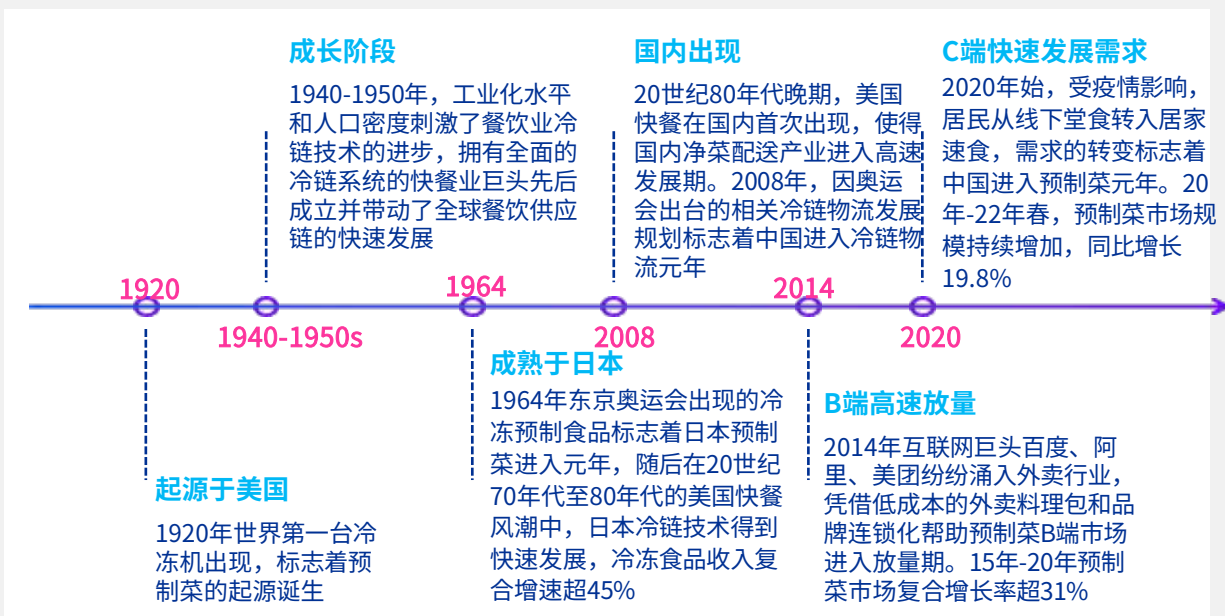 成长阶段
1940-1950年，工业化水平
和人口密度刺激了餐饮业冷
链技术的进步，拥有全面的
冷链系统的快餐业巨头先后
成立并带动了全球餐饮供应
链的快速发展
国内出现
20世纪80年代晚期，美国
快餐在国内首次出现，使得
国内净菜配送产业进入高速
发展期。2008年，因奥运
会出台的相关冷链物流发展
规划标志着中国进入冷链物
流元年
C端快速发展需求
2020年始，受疫情影响，
居民从线下堂食转入居家
速食，需求的转变标志着
中国进入预制菜元年。20
年-22年春，预制菜市场规
模持续增加，同比增长
19.8%
1920
1940-1950s
1964
2008
2014
2020
起源于美国
1920年世界第一台冷
冻机出现，标志着预
制菜的起源诞生
成熟于日本
1964年东京奥运会出现的冷
冻预制食品标志着日本预制
菜进入元年，随后在20世纪
70年代至80年代的美国快餐
风潮中，日本冷链技术得到
快速发展，冷冻食品收入复
合增速超45%
B端高速放量
2014年互联网巨头百度、阿
里、美团纷纷涌入外卖行业，
凭借低成本的外卖料理包和品
牌连锁化帮助预制菜B端市场
进入放量期。15年-20年预制
菜市场复合增长率超31%